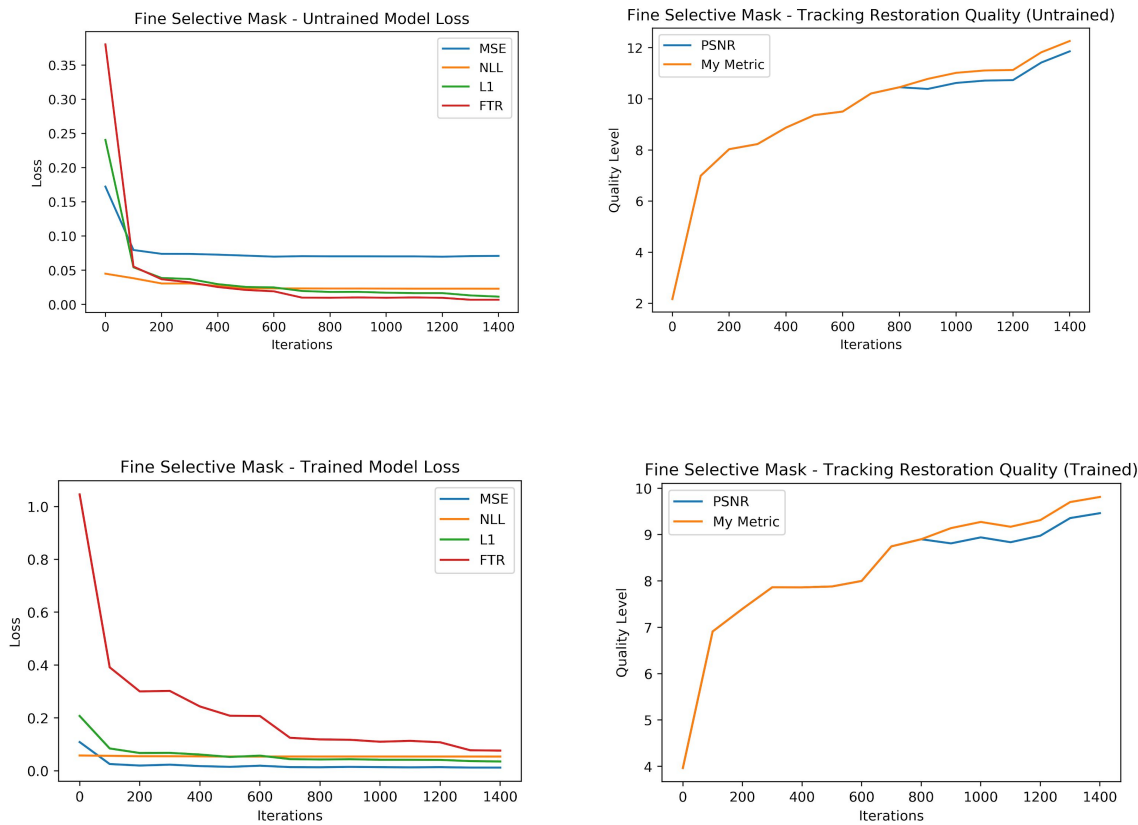 Fine Selective Mask - Untrained Model Loss
MSE
NLL
L1
FTR
0.35
0.30
0.25
0.20
0.15
0.10
0.05
0.00
Loss
0 200 400 600 800 1000 1200 1400
Iterations
Fine Selective Mask - Tracking Restoration Quality (Untrained)
PSNR
My Metric
12
10
8
6
4
2
Quality Level
0 200 400 600 800 1000 1200 1400
Iterations
Fine Selective Mask - Trained Model Loss
MSE
NLL
L1
FTR
1.0
0.8
0.6
0.4
0.2
0.0
Loss
0 200 400 600 800 1000 1200 1400
Iterations
Fine Selective Mask - Tracking Restoration Quality (Trained)
PSNR
My Metric
10
9
8
7
6
5
4
Quality Level
0 200 400 600 800 1000 1200 1400
Iterations